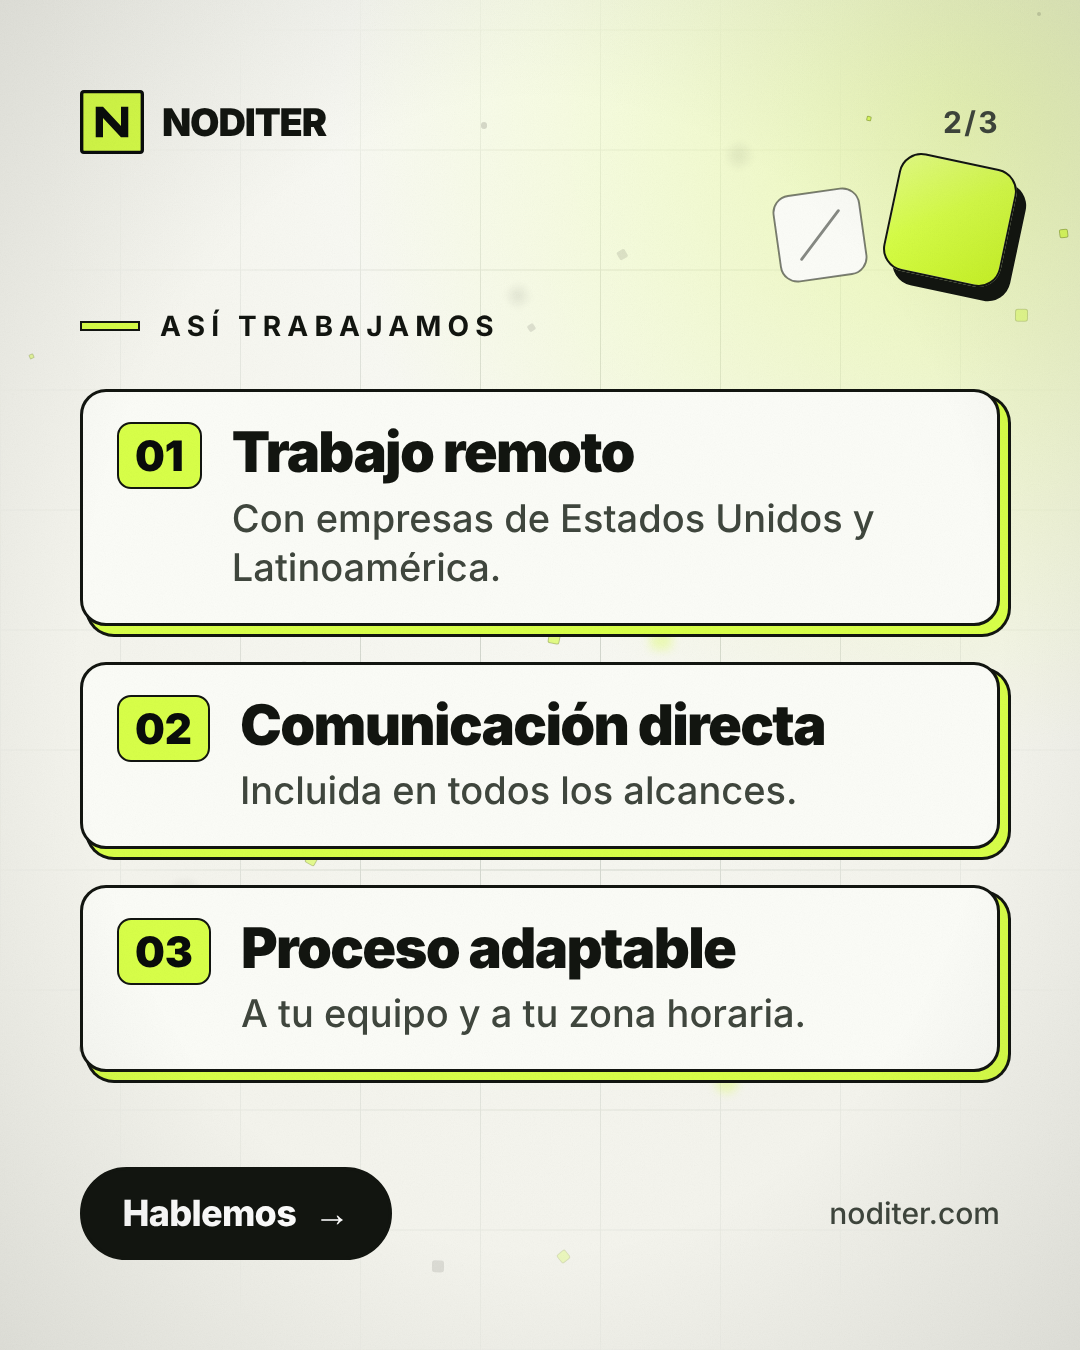 N NODITER
2/3
ASÍ TRABAJAMOS
01 Trabajo remoto
Con empresas de Estados Unidos y
Latinoamérica.
02 Comunicación directa
Incluida en todos los alcances.
03 Proceso adaptable
A tu equipo y a tu zona horaria.
Hablemos →
noditer.com